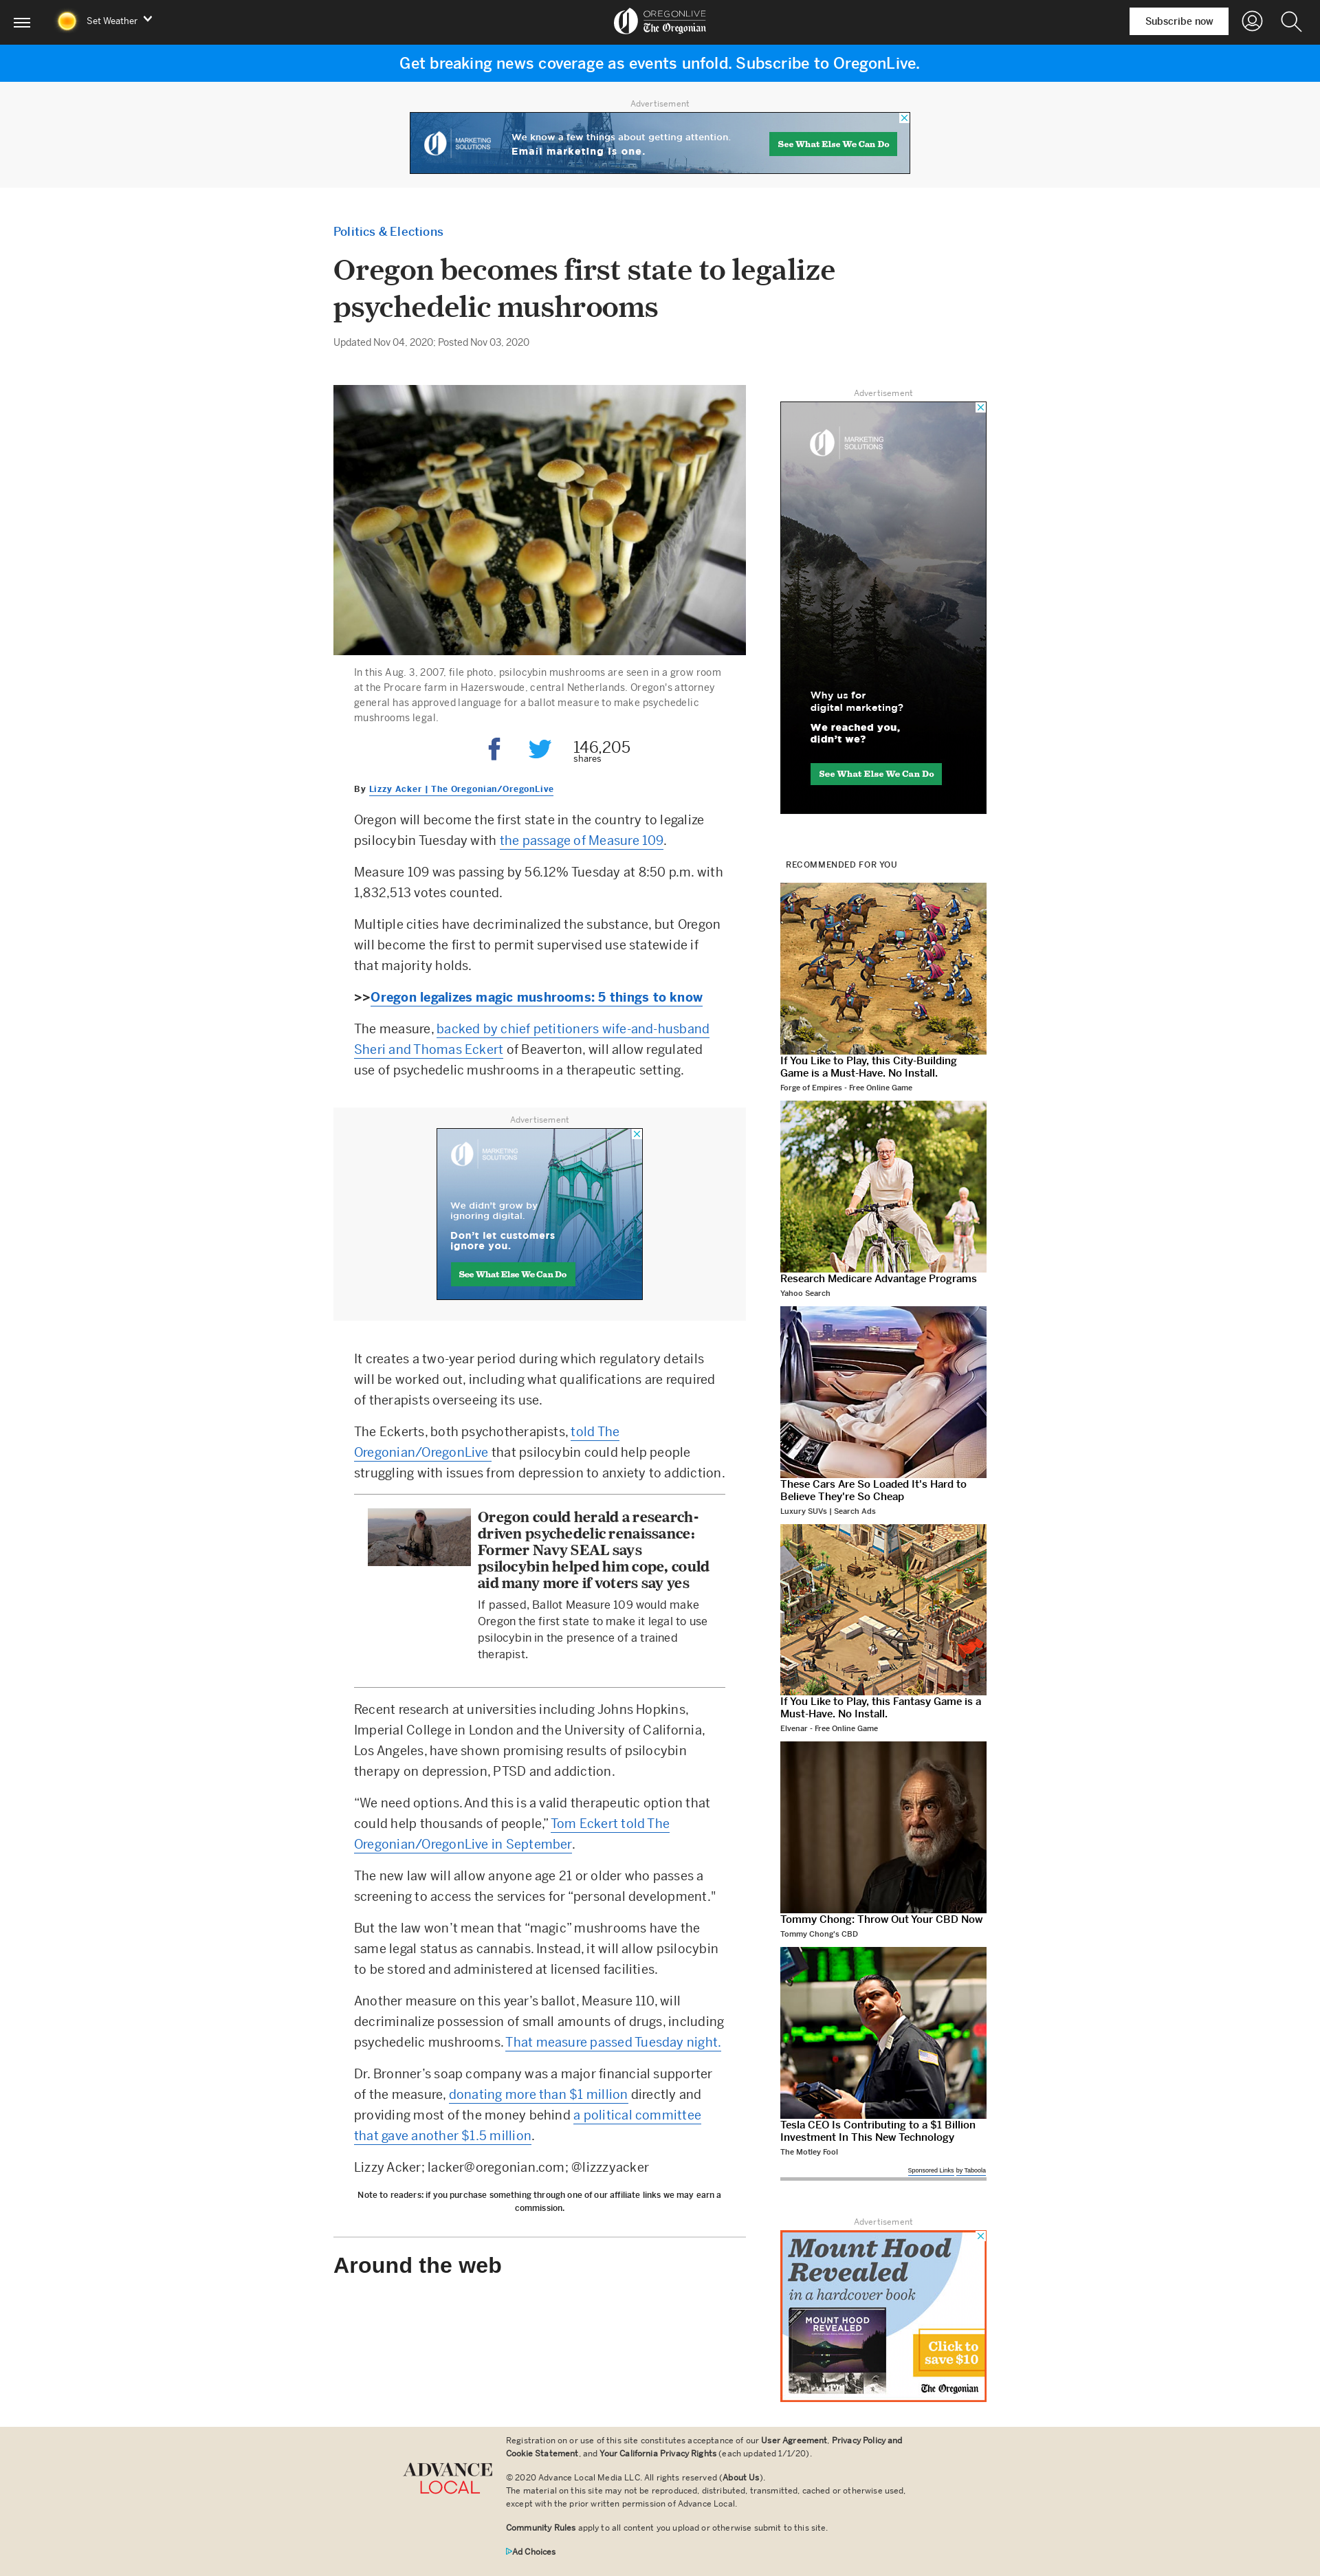 Set Weather
OREGONLIVE
The Oregonian
Subscribe now
Get breaking news coverage as events unfold. Subscribe to OregonLive.
Advertisement
MARKETING
SOLUTIONS
We know a few things about getting attention.
Email marketing is one.
See What Else We Can Do
Politics & Elections
Oregon becomes first state to legalize
psychedelic mushrooms
Updated Nov 04, 2020; Posted Nov 03, 2020
In this Aug. 3, 2007, file photo, psilocybin mushrooms are seen in a grow room
at the Procare farm in Hazerswoude, central Netherlands. Oregon's attorney
general has approved language for a ballot measure to make psychedelic
mushrooms legal.
146,205
shares
By Lizzy Acker | The Oregonian/OregonLive
Oregon will become the first state in the country to legalize
psilocybin Tuesday with the passage of Measure 109.
Measure 109 was passing by 56.12% Tuesday at 8:50 p.m. with
1,832,513 votes counted.
Multiple cities have decriminalized the substance, but Oregon
will become the first to permit supervised use statewide if
that majority holds.
>>Oregon legalizes magic mushrooms: 5 things to know
The measure, backed by chief petitioners wife-and-husband
Sheri and Thomas Eckert of Beaverton, will allow regulated
use of psychedelic mushrooms in a therapeutic setting.
Advertisement
MARKETING
SOLUTIONS
We didn't grow by
ignoring digital.
Don't let customers
ignore you.
See What Else We Can Do
It creates a two-year period during which regulatory details
will be worked out, including what qualifications are required
of therapists overseeing its use.
The Eckerts, both psychotherapists, told The
Oregonian/OregonLive that psilocybin could help people
struggling with issues from depression to anxiety to addiction.
Oregon could herald a research-
driven psychedelic renaissance:
Former Navy SEAL says
psilocybin helped him cope, could
aid many more if voters say yes
If passed, Ballot Measure 109 would make
Oregon the first state to make it legal to use
psilocybin in the presence of a trained
therapist.
Recent research at universities including Johns Hopkins,
Imperial College in London and the University of California,
Los Angeles, have shown promising results of psilocybin
therapy on depression, PTSD and addiction.
“We need options. And this is a valid therapeutic option that
could help thousands of people,” Tom Eckert told The
Oregonian/OregonLive in September.
The new law will allow anyone age 21 or older who passes a
screening to access the services for “personal development."
But the law won’t mean that “magic” mushrooms have the
same legal status as cannabis. Instead, it will allow psilocybin
to be stored and administered at licensed facilities.
Another measure on this year’s ballot, Measure 110, will
decriminalize possession of small amounts of drugs, including
psychedelic mushrooms. That measure passed Tuesday night.
Dr. Bronner’s soap company was a major financial supporter
of the measure, donating more than $1 million directly and
providing most of the money behind a political committee
that gave another $1.5 million.
Lizzy Acker; lacker@oregonian.com; @lizzzyacker
Note to readers: if you purchase something through one of our affiliate links we may earn a
commission.
Around the web
Advertisement
MARKETING
SOLUTIONS
Why us for
digital marketing?
We reached you,
didn't we?
See What Else We Can Do
RECOMMENDED FOR YOU
If You Like to Play, this City-Building
Game is a Must-Have. No Install.
Forge of Empires - Free Online Game
Research Medicare Advantage Programs
Yahoo Search
These Cars Are So Loaded It's Hard to
Believe They're So Cheap
Luxury SUVs | Search Ads
If You Like to Play, this Fantasy Game is a
Must-Have. No Install.
Elvenar - Free Online Game
Tommy Chong: Throw Out Your CBD Now
Tommy Chong's CBD
Tesla CEO Is Contributing to a $1 Billion
Investment In This New Technology
The Motley Fool
Sponsored Links by Taboola
Advertisement
Mount Hood
Revealed
in a hardcover book
MOUNT HOOD
REVEALED
Click to
save $10
The Oregonian
ADVANCE
LOCAL
Registration on or use of this site constitutes acceptance of our User Agreement, Privacy Policy and
Cookie Statement, and Your California Privacy Rights (each updated 1/1/20).
© 2020 Advance Local Media LLC. All rights reserved (About Us).
The material on this site may not be reproduced, distributed, transmitted, cached or otherwise used,
except with the prior written permission of Advance Local.
Community Rules apply to all content you upload or otherwise submit to this site.
Ad Choices